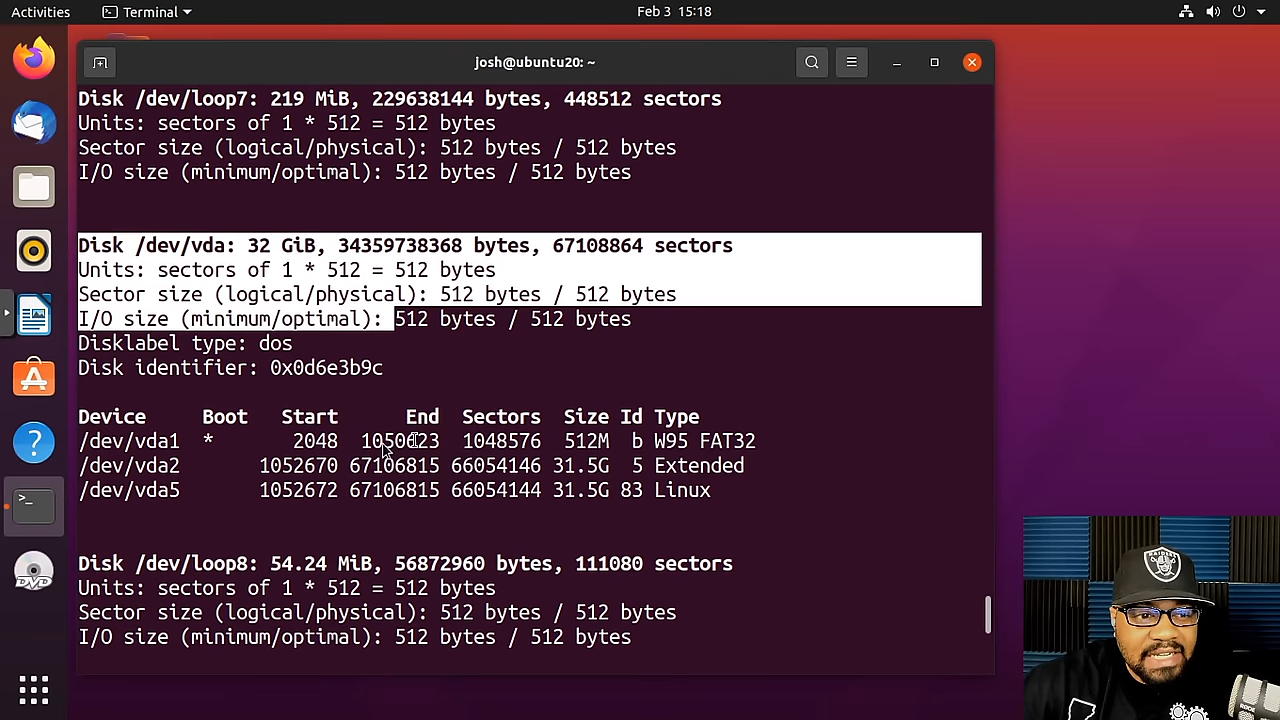 Activities Terminal Feb 3 15:18
josh@ubuntu20: ~
Disk /dev/loop7: 219 MiB, 229638144 bytes, 448512 sectors
Units: sectors of 1 * 512 = 512 bytes
Sector size (logical/physical): 512 bytes / 512 bytes
I/O size (minimum/optimal): 512 bytes / 512 bytes
Disk /dev/vda: 32 GiB, 34359738368 bytes, 67108864 sectors
Units: sectors of 1 * 512 = 512 bytes
Sector size (logical/physical): 512 bytes / 512 bytes
I/O size (minimum/optimal): 512 bytes / 512 bytes
Disklabel type: dos
Disk identifier: 0x0d6e3b9c
Device Boot Start End Sectors Size Id Type
/dev/vda1 * 2048 1050623 1048576 512M b W95 FAT32
/dev/vda2 1052670 67106815 66054146 31.5G 5 Extended
/dev/vda5 1052672 67106815 66054144 31.5G 83 Linux
Disk /dev/loop8: 54.24 MiB, 56872960 bytes, 111080 sectors
Units: sectors of 1 * 512 = 512 bytes
Sector size (logical/physical): 512 bytes / 512 bytes
I/O size (minimum/optimal): 512 bytes / 512 bytes
DVD
RAIDERS